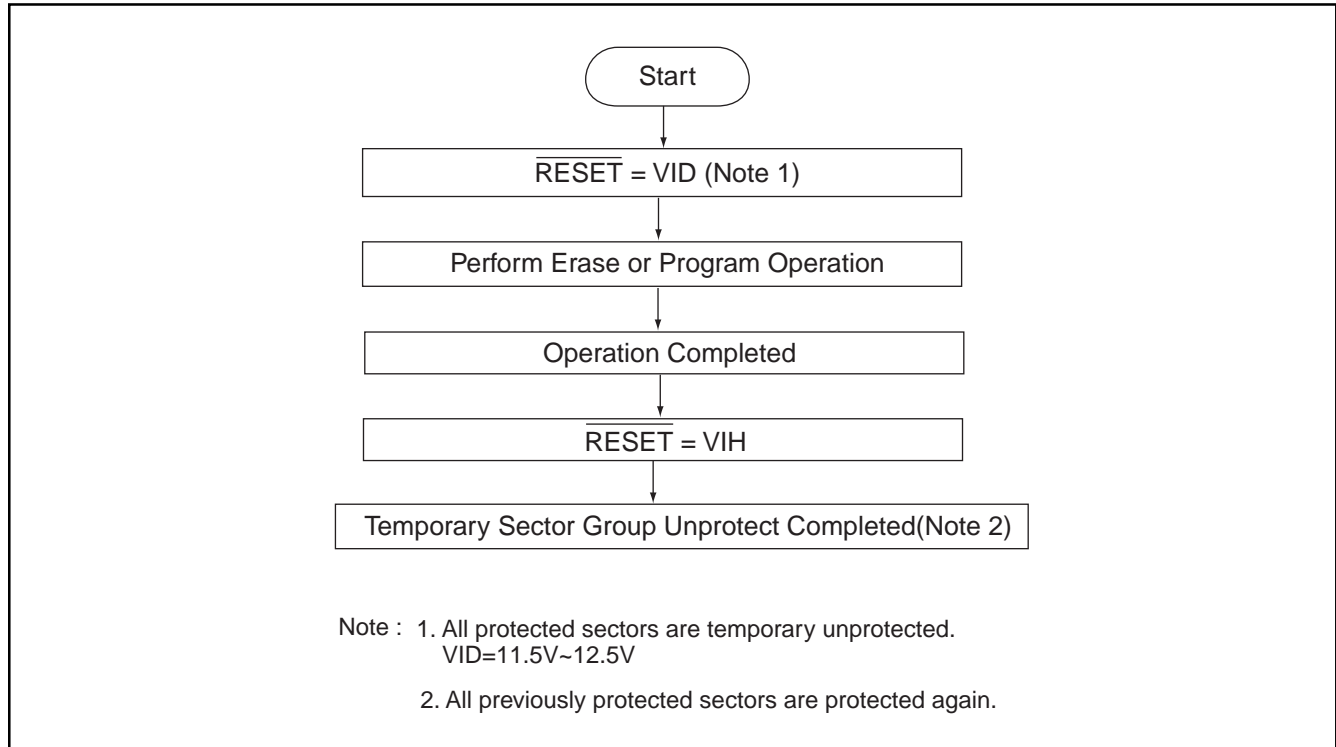 Start
RESET = VID (Note 1)
Perform Erase or Program Operation
Operation Completed
RESET = VIH
Temporary Sector Group Unprotect Completed(Note 2)
Note : 1. All protected sectors are temporary unprotected.
VID=11.5V~12.5V
2. All previously protected sectors are protected again.